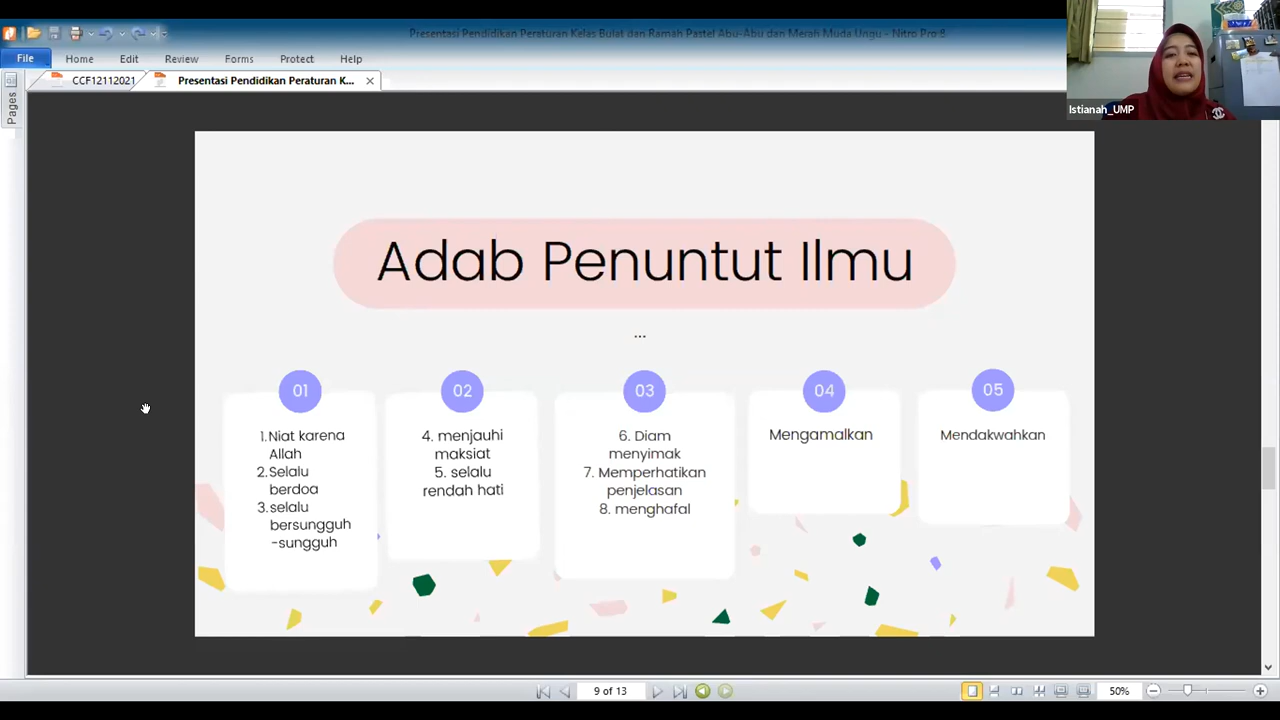 Presentasi Pendidikan Peraturan Kelas Bulat dan Ramah Pastel Abu-Abu dan Merah Muda Ungu - Nitro Pro 8
File Home Edit Review Forms Protect Help
CCF12112021 Presentasi Pendidikan Peraturan K...
Pages
Istianah_UMP
Adab Penuntut Ilmu
...
01
1.Niat karena
Allah
2.Selalu
berdoa
3.selalu
bersungguh
-sungguh
02
4. menjauhi
maksiat
5. selalu
rendah hati
03
6. Diam
menyimak
7. Memperhatikan
penjelasan
8. menghafal
04
Mengamalkan
05
Mendakwahkan
9 of 13
50%